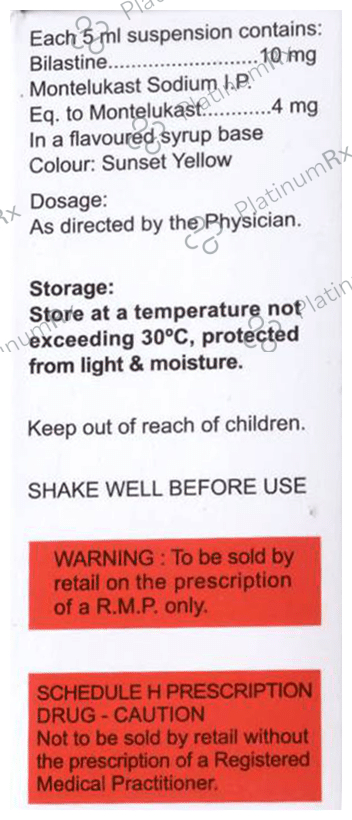 Each 5 ml suspension contains:
Bilastine..........................10 mg
Montelukast Sodium I.P.
Eq. to Montelukast............4 mg
In a flavoured syrup base
Colour: Sunset Yellow
Dosage:
As directed by the Physician.
Storage:
Store at a temperature not
exceeding 30ºC, protected
from light & moisture.
Keep out of reach of children.
SHAKE WELL BEFORE USE
WARNING : To be sold by
retail on the prescription
of a R.M.P. only.
SCHEDULE H PRESCRIPTION
DRUG - CAUTION
Not to be sold by retail without
the prescription of a Registered
Medical Practitioner.
PlatinumRx